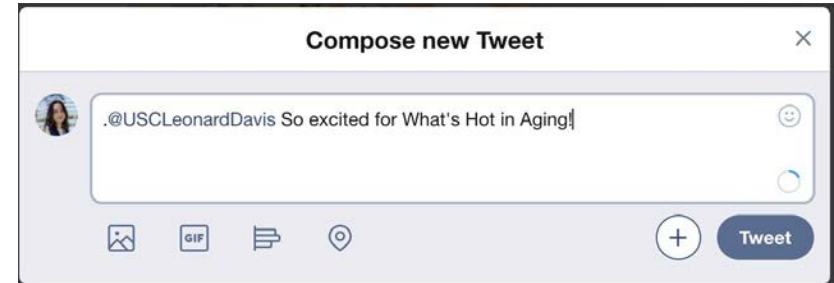 Compose new Tweet
.@USCLeonardDavis So excited for What's Hot in Aging!
GIF
Tweet